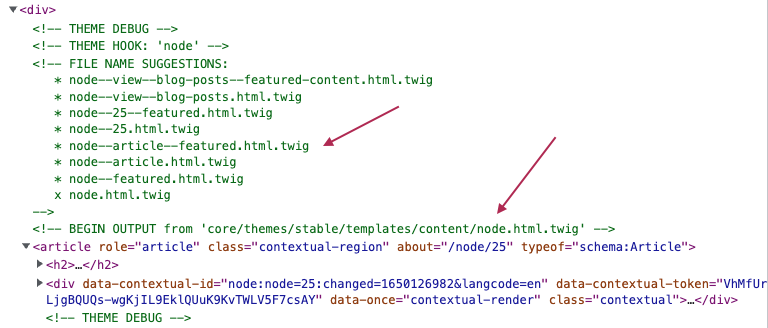 ▼<div>
<!-- THEME DEBUG -->
<!-- THEME HOOK: 'node' -->
<!-- FILE NAME SUGGESTIONS:
* node--view--blog-posts--featured-content.html.twig
* node--view--blog-posts.html.twig
* node--25--featured.html.twig
* node--25.html.twig
* node--article--featured.html.twig
* node--article.html.twig
* node--featured.html.twig
x node.html.twig
-->
<!-- BEGIN OUTPUT from 'core/themes/stable/templates/content/node.html.twig' -->
▼<article role="article" class="contextual-region" about="/node/25" typeof="schema:Article">
▶<h2>…</h2>
▶<div data-contextual-id="node:node=25:changed=1650126982&langcode=en" data-contextual-token="VhMfUr
LjgBQUQs-wgKjIL9EklQUuK9KvTWLV5F7csAY" data-once="contextual-render" class="contextual">…</div>
<!-- THEME DEBUG -->